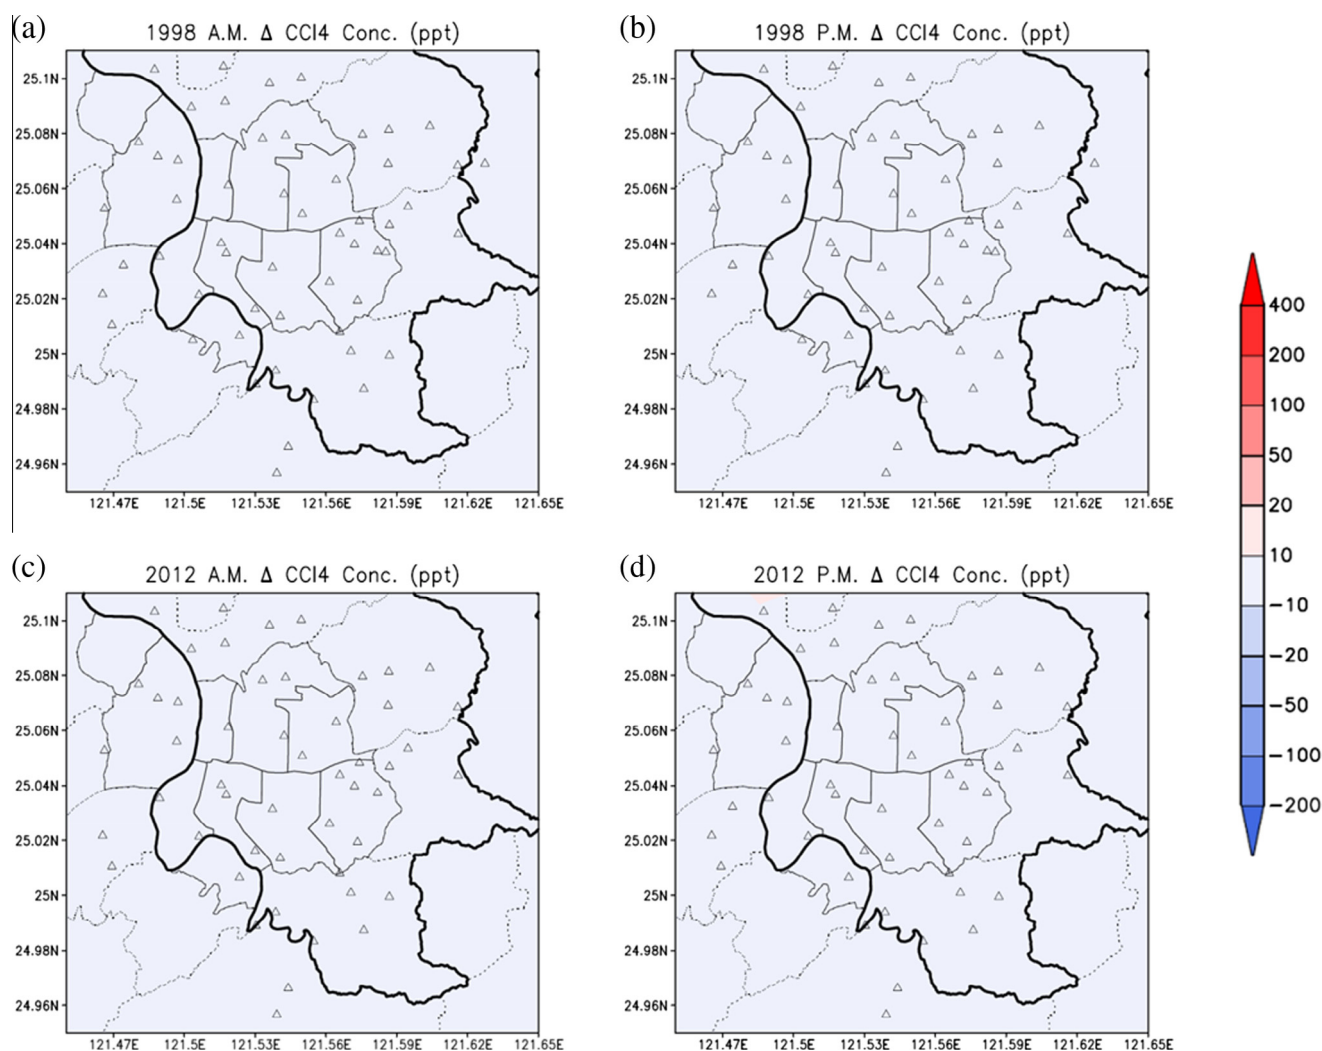 (a)
1998 A.M. Δ CCl4 Conc. (ppt)
25.1N
25.08N
25.06N
25.04N
25.02N
25N
24.98N
24.96N
121.47E 121.5E 121.53E 121.56E 121.59E 121.62E 121.65E
(b)
1998 P.M. Δ CCl4 Conc. (ppt)
25.1N
25.08N
25.06N
25.04N
25.02N
25N
24.98N
24.96N
121.47E 121.5E 121.53E 121.56E 121.59E 121.62E 121.65E
(c)
2012 A.M. Δ CCl4 Conc. (ppt)
25.1N
25.08N
25.06N
25.04N
25.02N
25N
24.98N
24.96N
121.47E 121.5E 121.53E 121.56E 121.59E 121.62E 121.65E
(d)
2012 P.M. Δ CCl4 Conc. (ppt)
25.1N
25.08N
25.06N
25.04N
25.02N
25N
24.98N
24.96N
121.47E 121.5E 121.53E 121.56E 121.59E 121.62E 121.65E
400
200
100
50
20
10
−10
−20
−50
−100
−200